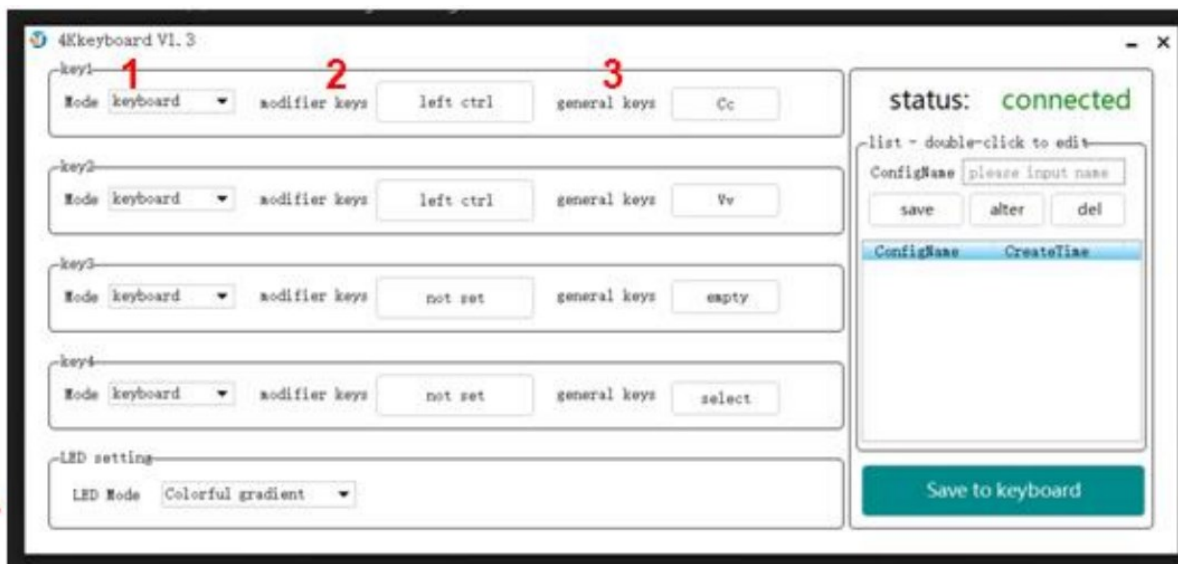 4Kkeyboard V1.3
key1
1 2 3
Mode keyboard modifier keys left ctrl general keys Cc
key2
Mode keyboard modifier keys left ctrl general keys Vv
key3
Mode keyboard modifier keys not set general keys empty
key4
Mode keyboard modifier keys not set general keys select
LED setting
LED Mode Colorful gradient
status: connected
list - double-click to edit
ConfigName please input name
save alter del
ConfigName CreateTime
Save to keyboard